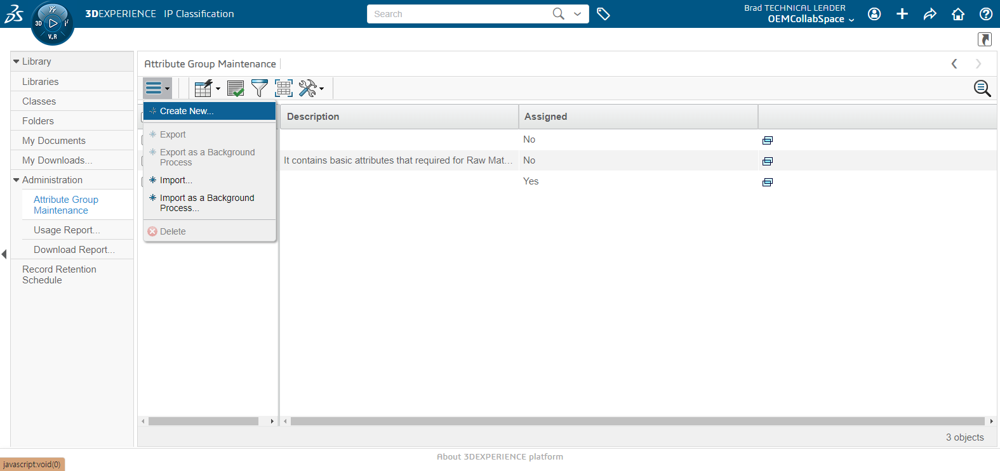 3DEXPERIENCE IP Classification
Search
Brad TECHNICAL LEADER
OEMCollabSpace
3D
V.R
Library
Libraries
Classes
Folders
My Documents
My Downloads...
Administration
Attribute Group
Maintenance
Usage Report...
Download Report...
Record Retention
Schedule
Attribute Group Maintenance
Create New...
Export
Export as a Background
Process
Import...
Import as a Background
Process...
Delete
Description Assigned
No
It contains basic attributes that required for Raw Mat... No
Yes
3 objects
About 3DEXPERIENCE platform
javascript:void(0)